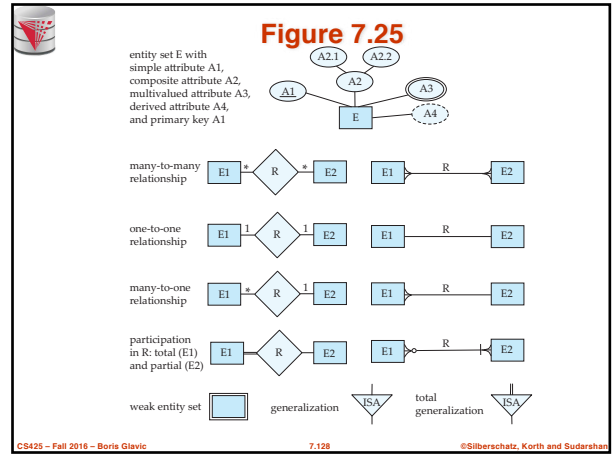 Figure 7.25
entity set E with
simple attribute A1,
composite attribute A2,
multivalued attribute A3,
derived attribute A4,
and primary key A1
A2.1
A2.2
A1
A2
A3
E
A4
many-to-many
relationship
E1
*
R
*
E2
E1
R
E2
one-to-one
relationship
E1
1
R
1
E2
E1
R
E2
many-to-one
relationship
E1
*
R
1
E2
E1
R
E2
participation
in R: total (E1)
and partial (E2)
E1
R
E2
E1
R
E2
weak entity set
generalization
ISA
total
generalization
ISA
CS425 – Fall 2016 – Boris Glavic
7.128
©Silberschatz, Korth and Sudarshan